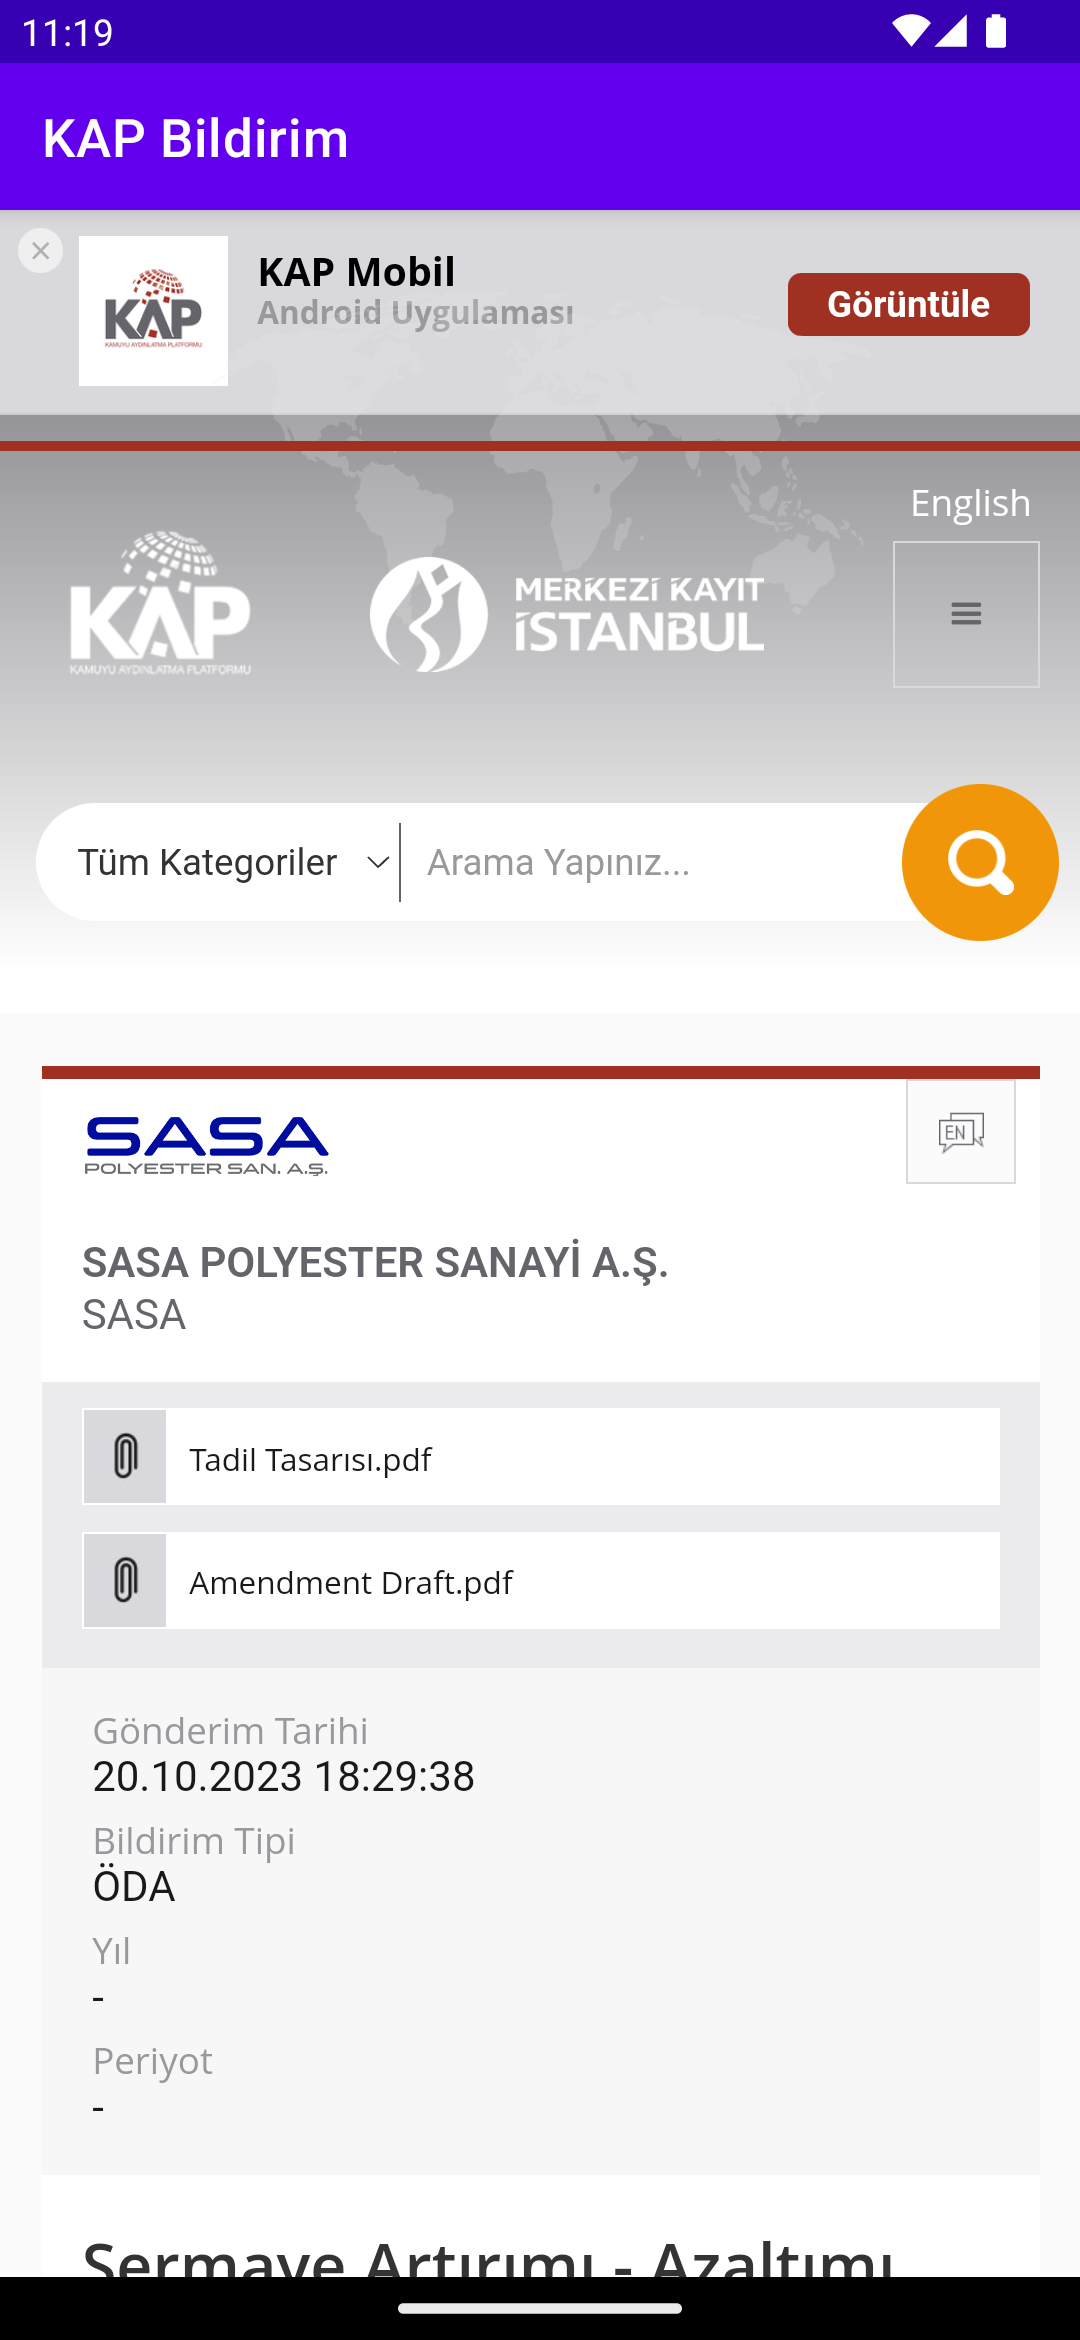 11:19
KAP Bildirim
KAP
KAMUYU AYDINLATMA PLATFORMU
KAP Mobil
Android Uygulaması
Görüntüle
English
KAP
KAMUYU AYDINLATMA PLATFORMU
MERKEZİ KAYIT
İSTANBUL
Tüm Kategoriler
Arama Yapınız...
SASA
POLYESTER SAN. A.Ş.
EN
SASA POLYESTER SANAYİ A.Ş.
SASA
Tadil Tasarısı.pdf
Amendment Draft.pdf
Gönderim Tarihi
20.10.2023 18:29:38
Bildirim Tipi
ÖDA
Yıl
-
Periyot
-
Sermaye Artırımı - Azaltımı